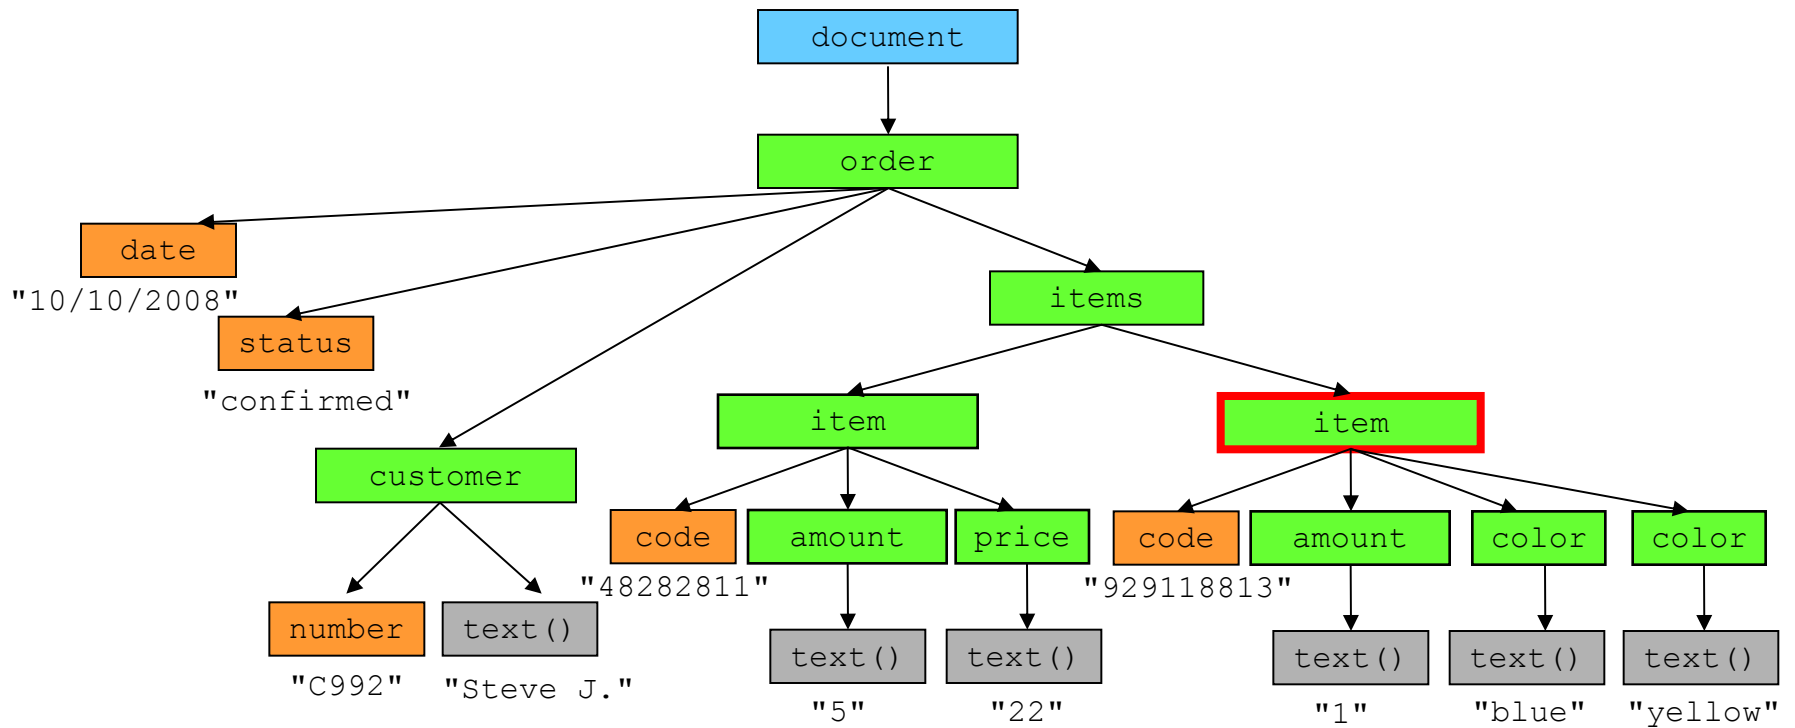 document
order
date
"10/10/2008"
items
status
"confirmed"
item
item
customer
code
amount
price
code
amount
color
color
"48282811"
"929118813"
number
text()
text()
text()
text()
text()
text()
"C992"
"Steve J."
"5"
"22"
"1"
"blue"
"yellow"